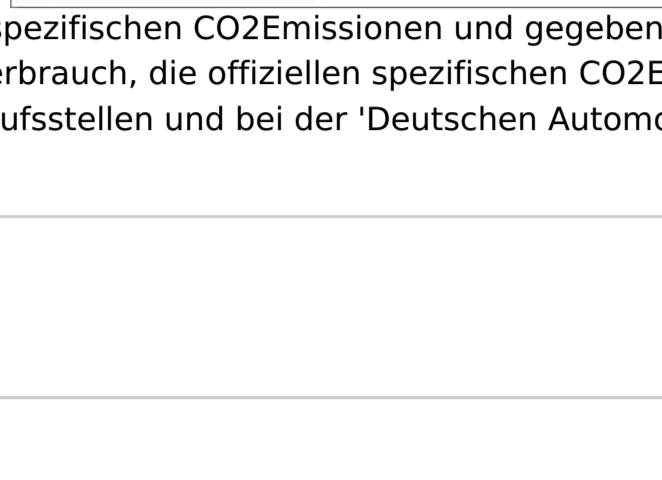 spezifischen CO2Emissionen und gegeben
erbrauch, die offiziellen spezifischen CO2E
ufsstellen und bei der 'Deutschen Automo